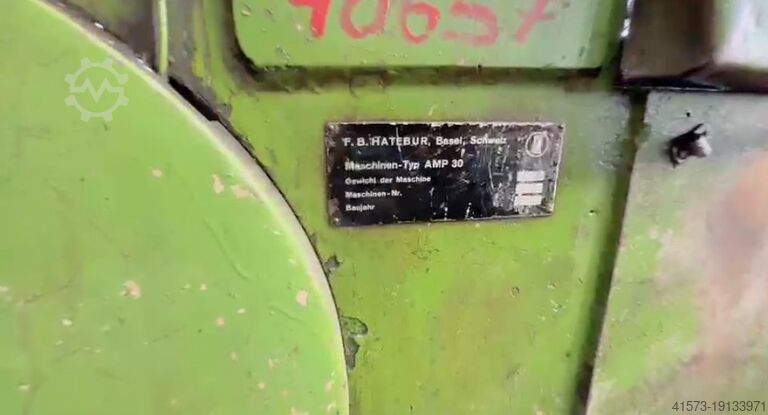 40657
F. B. HATEBUR, Basel, Schweiz
Maschinen-Typ AMP 30
Gewicht der Maschine
Maschinen-Nr.
Baujahr
41573-19133971